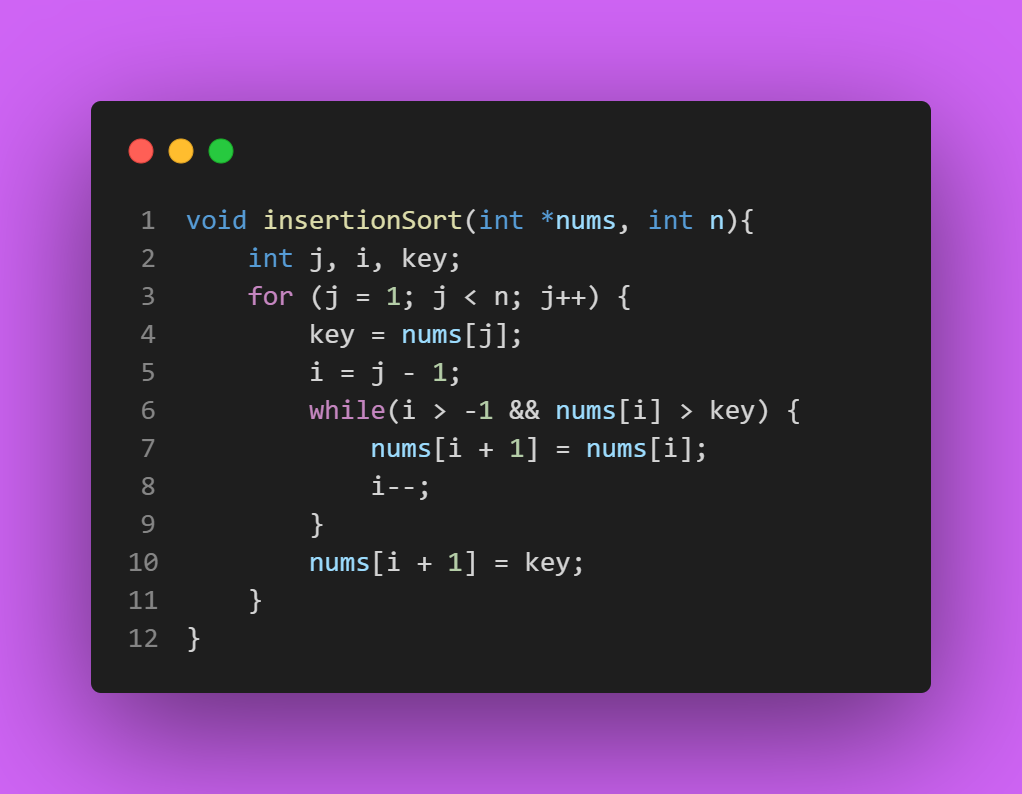 1 void insertionSort(int *nums, int n){
2     int j, i, key;
3     for (j = 1; j < n; j++) {
4         key = nums[j];
5         i = j - 1;
6         while(i > -1 && nums[i] > key) {
7             nums[i + 1] = nums[i];
8             i--;
9         }
10         nums[i + 1] = key;
11     }
12 }